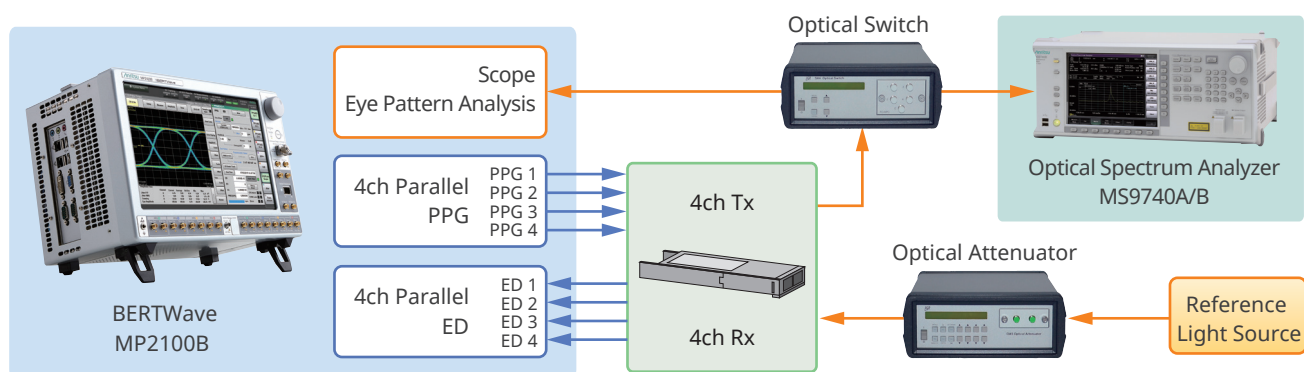 Optical Switch
Scope
Eye Pattern Analysis
4ch Parallel
PPG
PPG 1
PPG 2
PPG 3
PPG 4
4ch Tx
Optical Spectrum Analyzer
MS9740A/B
Optical Attenuator
4ch Parallel
ED
ED 1
ED 2
ED 3
ED 4
4ch Rx
Reference
Light Source
BERTWave
MP2100B